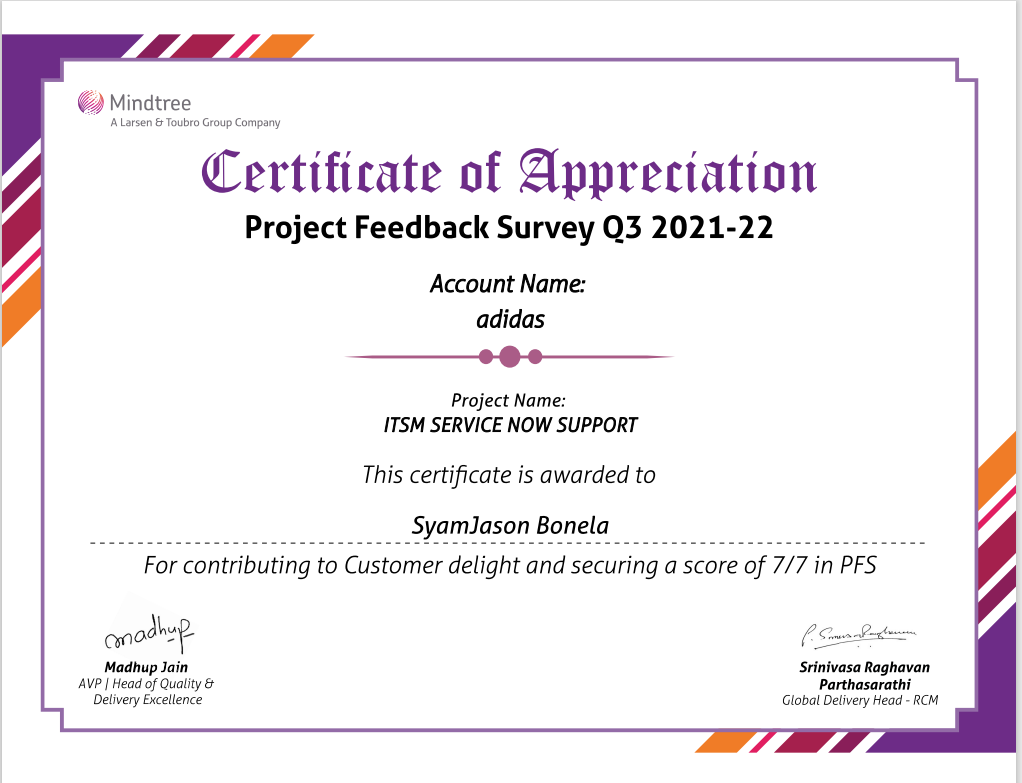 Mindtree
A Larsen & Toubro Group Company
Certificate of Appreciation
Project Feedback Survey Q3 2021-22
Account Name:
adidas
Project Name:
ITSM SERVICE NOW SUPPORT
This certificate is awarded to
SyamJason Bonela
For contributing to Customer delight and securing a score of 7/7 in PFS
madhup
Madhup Jain
AVP | Head of Quality &
Delivery Excellence
Srinivasa Raghavan
Parthasarathi
Global Delivery Head - RCM